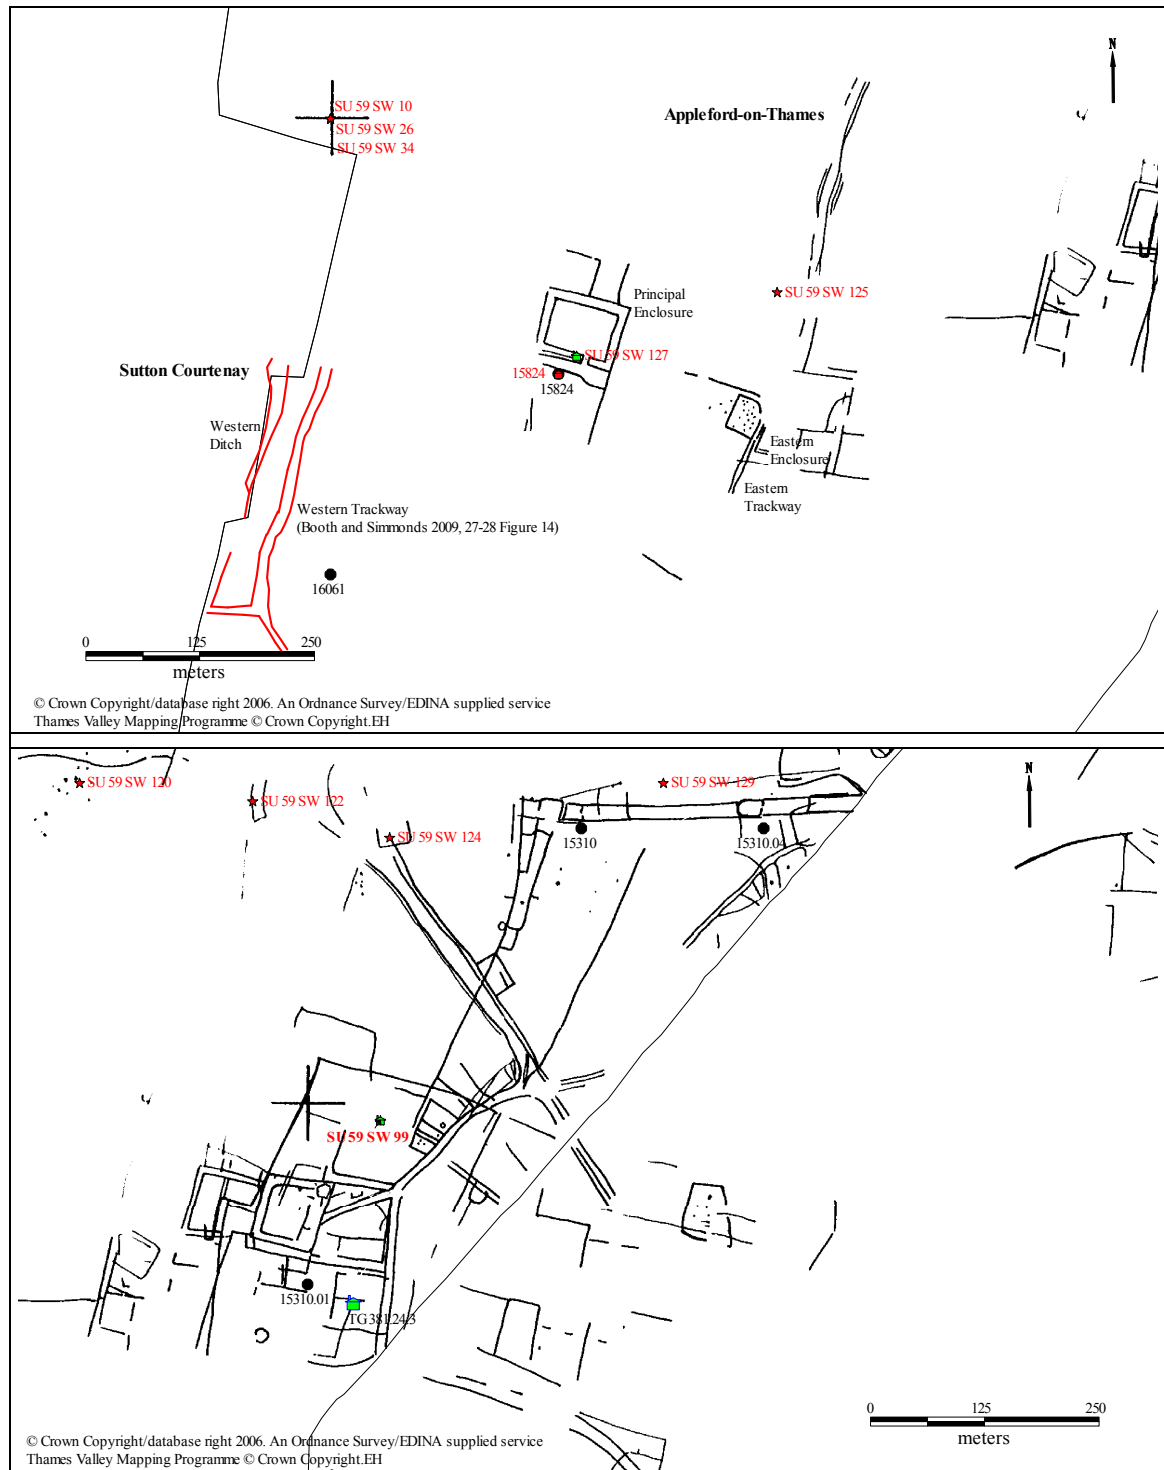 N
SU 59 SW 10
SU 59 SW 26
SU 59 SW 34
Appleford-on-Thames
SU 59 SW 125
Principal
Enclosure
SU 59 SW 127
15824
15824
Sutton Courtenay
Western
Ditch
Eastern
Enclosure
Eastern
Trackway
Western Trackway
(Booth and Simmonds 2009, 27-28 Figure 14)
16061
0 125 250
meters
© Crown Copyright/database right 2006. An Ordnance Survey/EDINA supplied service
Thames Valley Mapping Programme © Crown Copyright.EH
N
SU 59 SW 120
SU 59 SW 122
SU 59 SW 124
SU 59 SW 129
15310
15310.04
SU 59 SW 99
15310.01
TG381.24.3
0 125 250
meters
© Crown Copyright/database right 2006. An Ordnance Survey/EDINA supplied service
Thames Valley Mapping Programme © Crown Copyright.EH